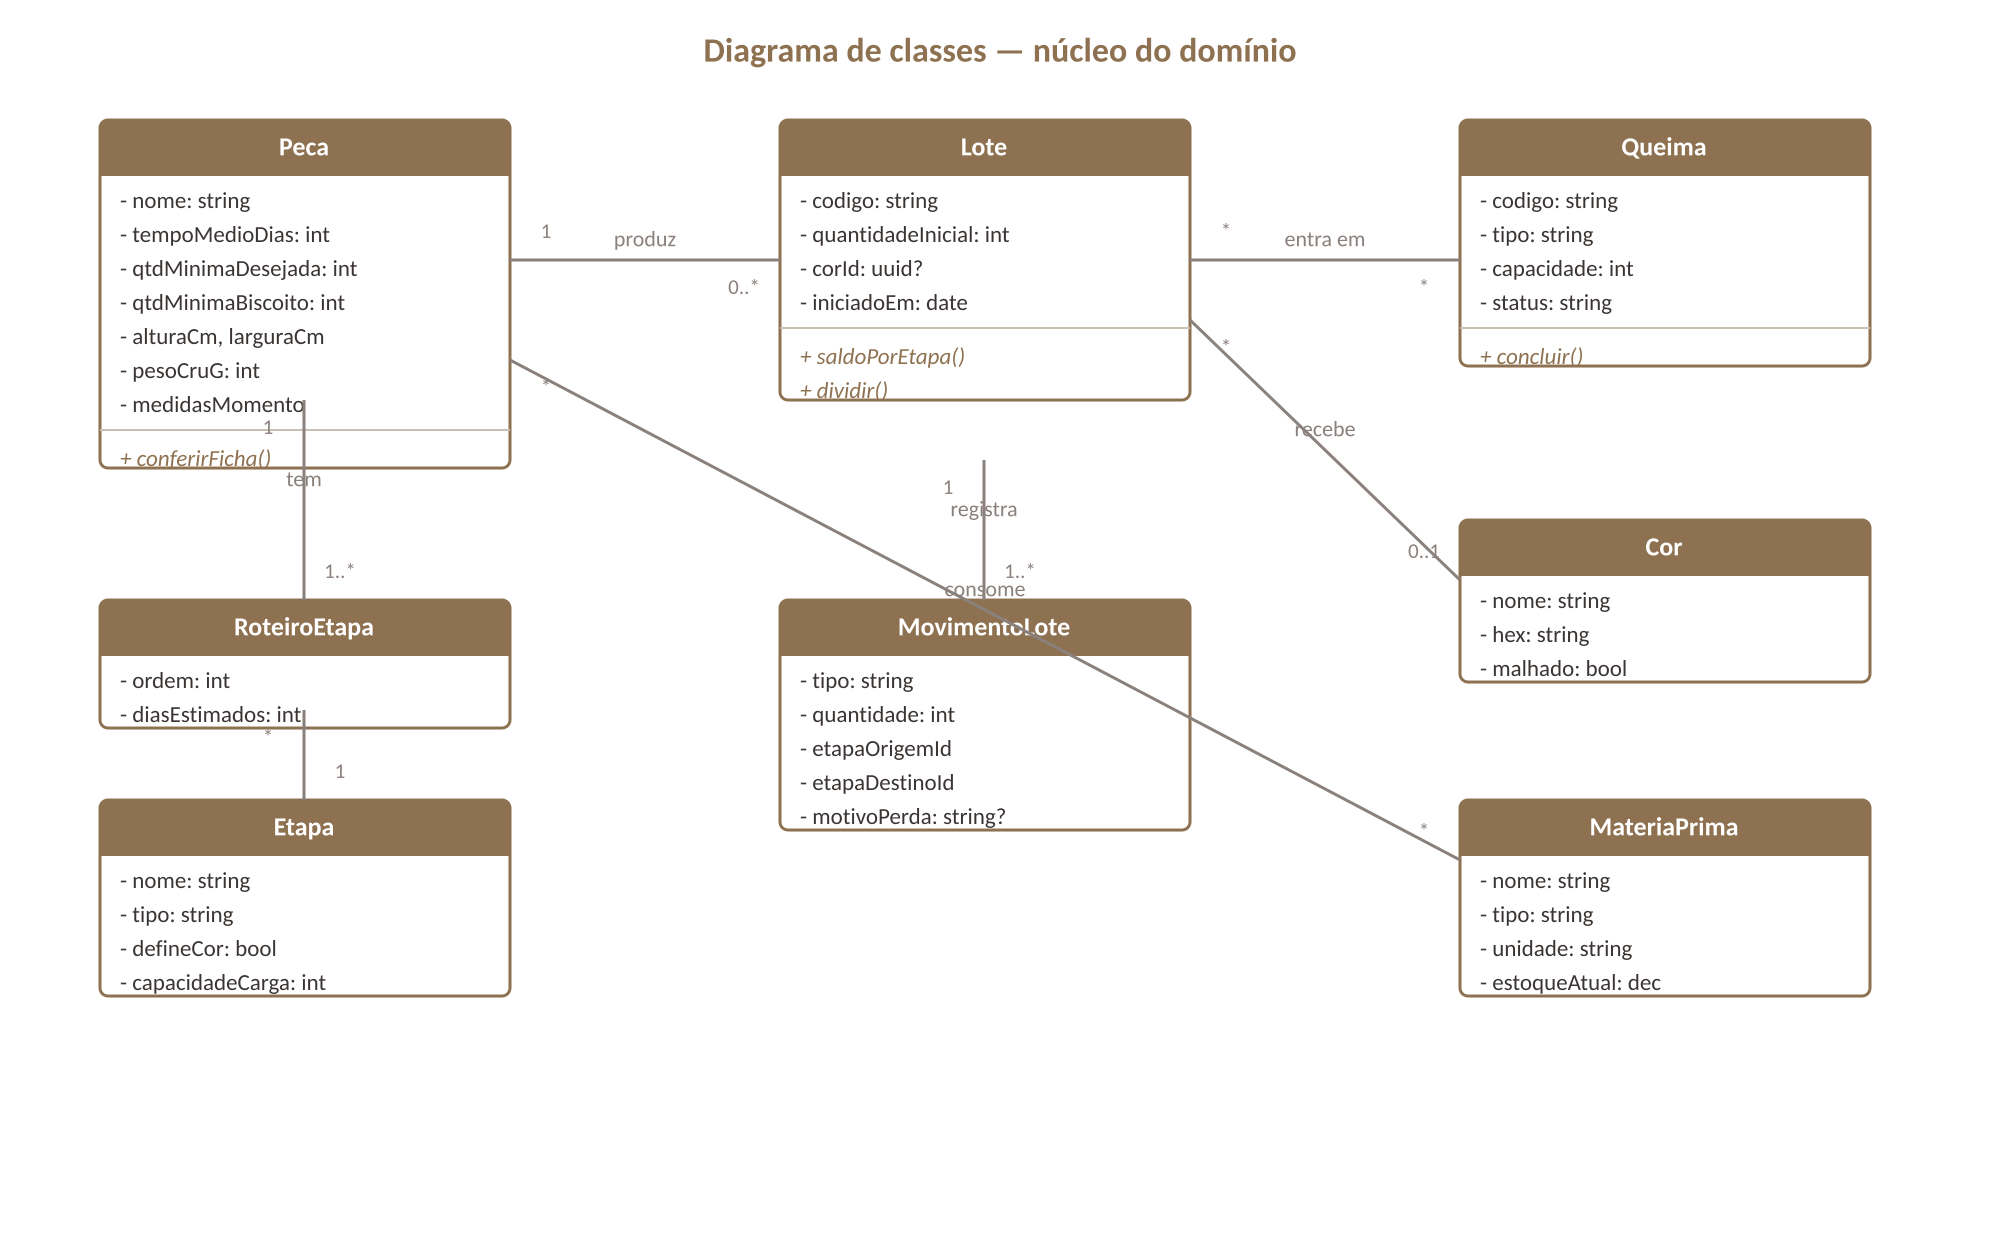 Diagrama de classes — núcleo do domínio
Peca
- nome: string
- tempoMedioDias: int
- qtdMinimaDesejada: int
- qtdMinimaBiscoito: int
- alturaCm, larguraCm
- pesoCruG: int
- medidasMomento
+ conferirFicha()
1
produz
0..*
Lote
- codigo: string
- quantidadeInicial: int
- corId: uuid?
- iniciadoEm: date
+ saldoPorEtapa()
+ dividir()
*
entra em
*
Queima
- codigo: string
- tipo: string
- capacidade: int
- status: string
+ concluir()
1
tem
1..*
*
consome
*
1
registra
1..*
*
recebe
0..1
RoteiroEtapa
- ordem: int
- diasEstimados: int
*
1
MovimentoLote
- tipo: string
- quantidade: int
- etapaOrigemId
- etapaDestinoId
- motivoPerda: string?
Cor
- nome: string
- hex: string
- malhado: bool
Etapa
- nome: string
- tipo: string
- defineCor: bool
- capacidadeCarga: int
MateriaPrima
- nome: string
- tipo: string
- unidade: string
- estoqueAtual: dec